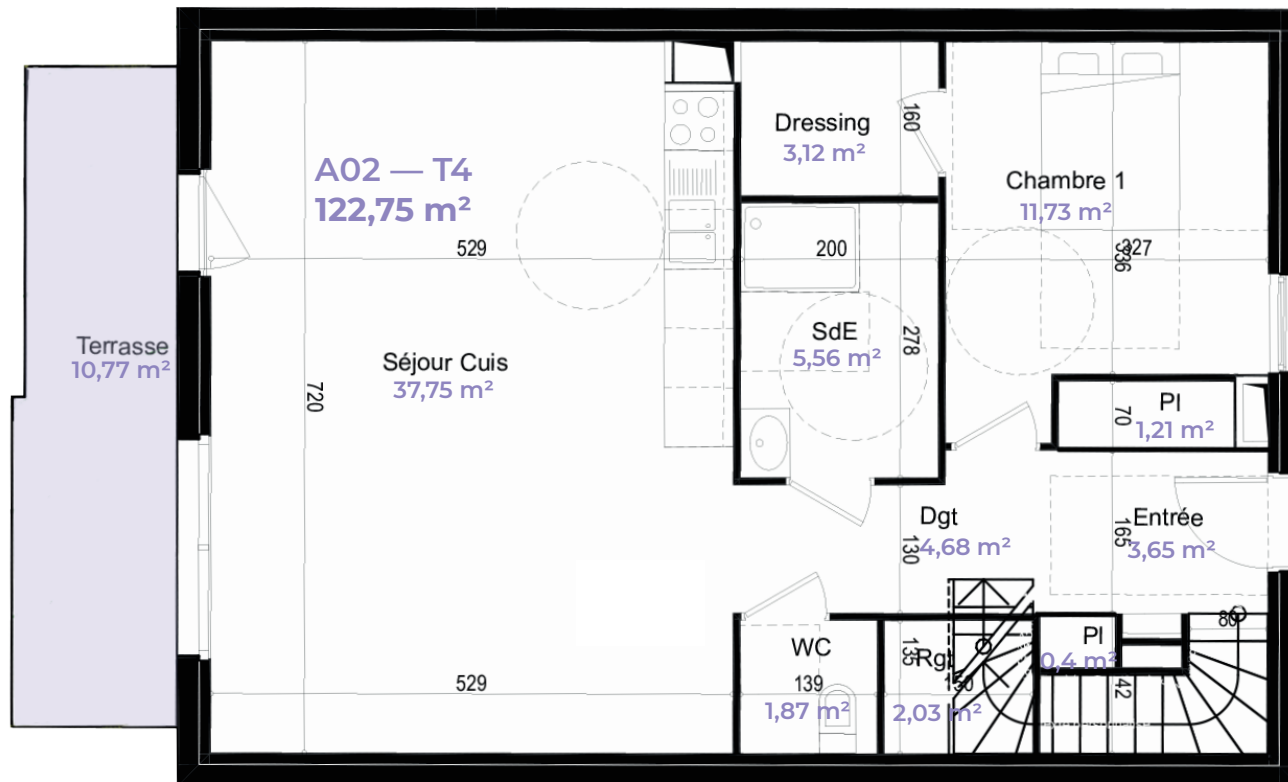 A02 — T4
122,75 m²
Dressing
3,12 m²
160
Chambre 1
11,73 m²
529
200
336
327
Terrasse
10,77 m²
Séjour Cuis
37,75 m²
720
SdE
5,56 m²
278
Pl
1,21 m²
70
Dgt
4,68 m²
130
Entrée
3,65 m²
165
80
WC
139
1,87 m²
135
Rgt
150
2,03 m²
Pl
0,4 m²
42
529